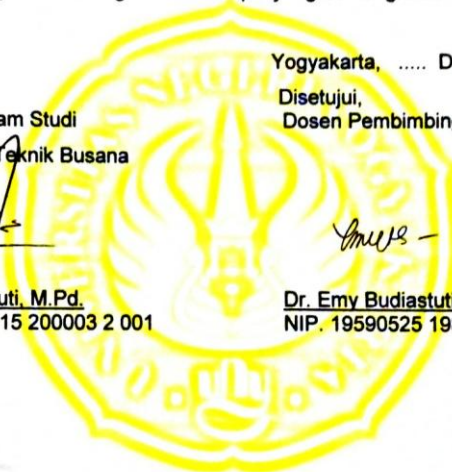 Yogyakarta, ..... D
Disetujui,
am Studi
Dosen Pembimbing
Teknik Busana
uti, M.Pd.
Dr. Emy Budiastuti
15 200003 2 001
NIP. 19590525 19